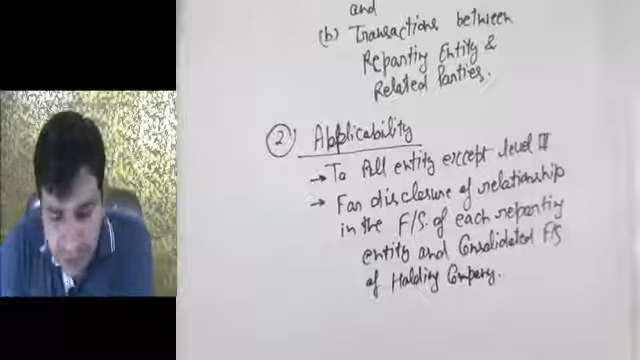 and
(b) Transactions between
Reporting Entity &
Related Parties.
(2) Applicability
→ To All entity except level III
→ For disclosure of relationship
in the F/S. of each reporting
entity and Consolidated F/S
of Holding Company.